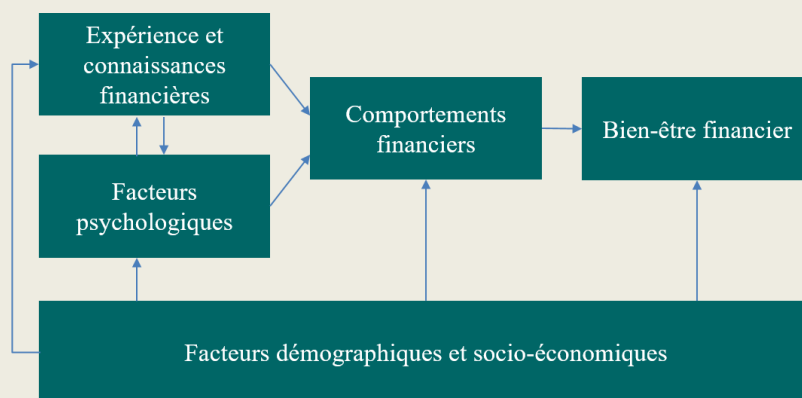 Expérience et
connaissances
financières
Facteurs
psychologiques
Comportements
financiers
Bien-être financier
Facteurs démographiques et socio-économiques